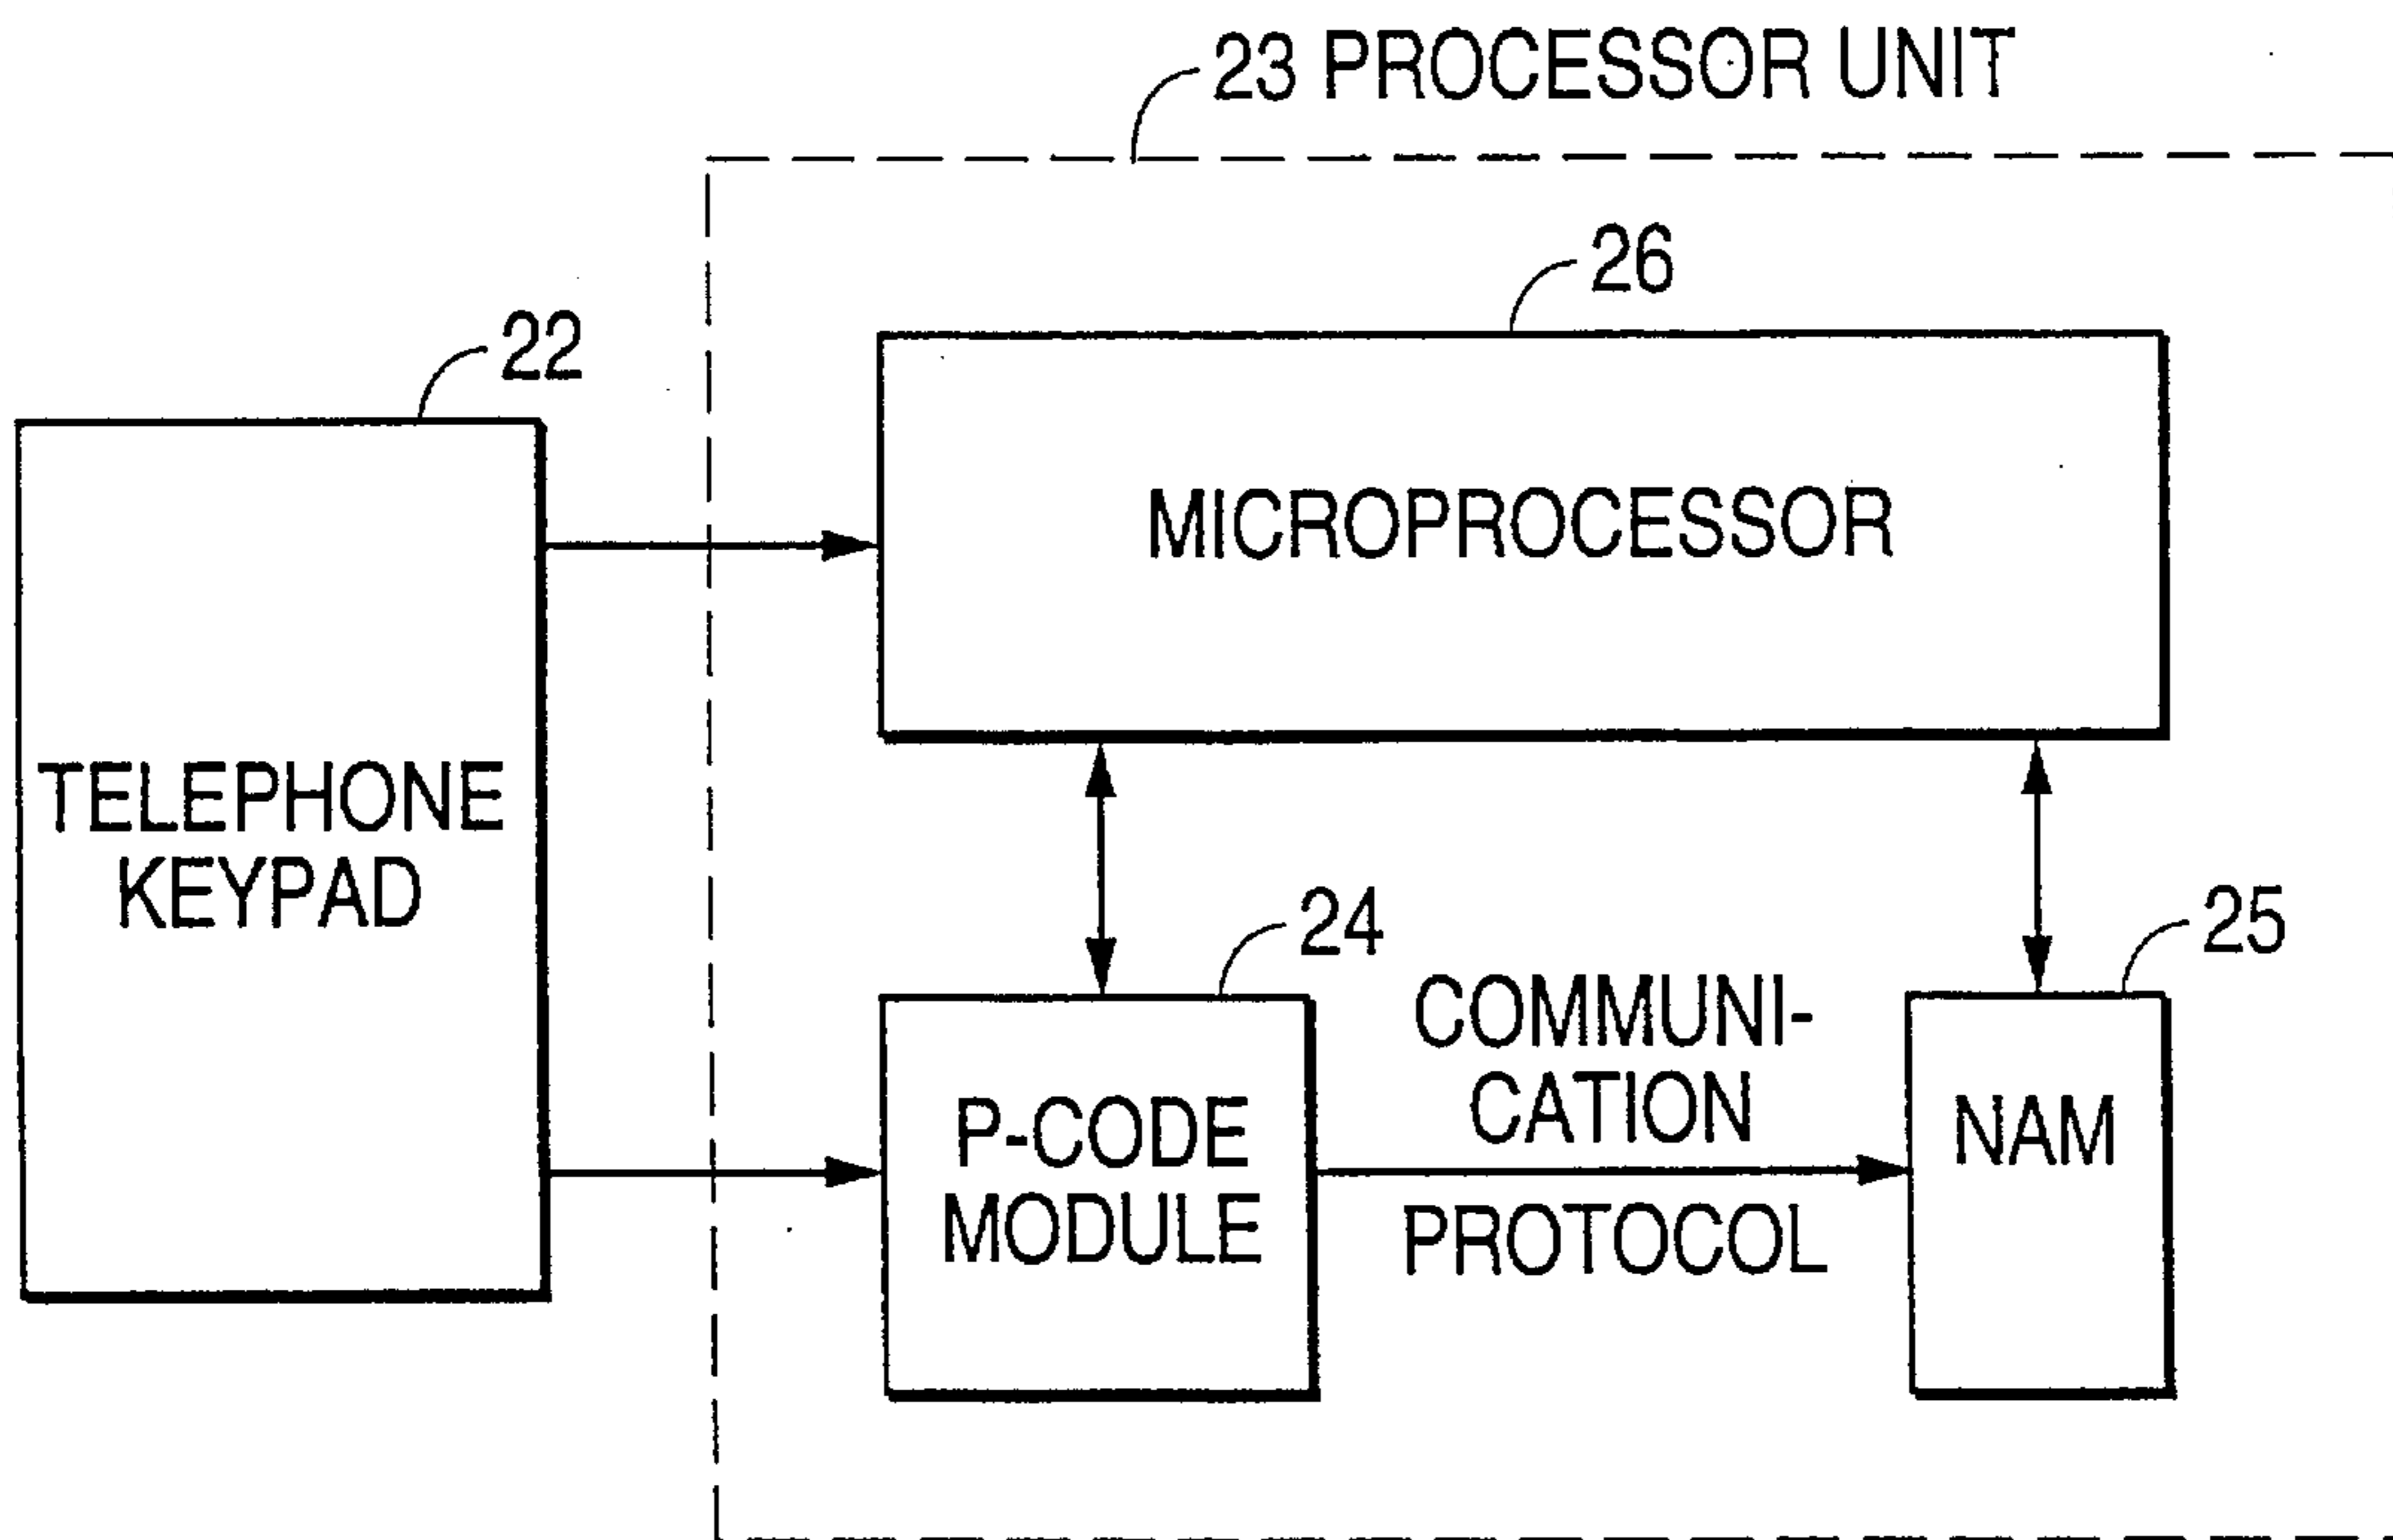 23 PROCESSOR UNIT
26
22
MICROPROCESSOR
TELEPHONE
KEYPAD
24
25
COMMUNI-
CATION
PROTOCOL
P-CODE
MODULE
NAM